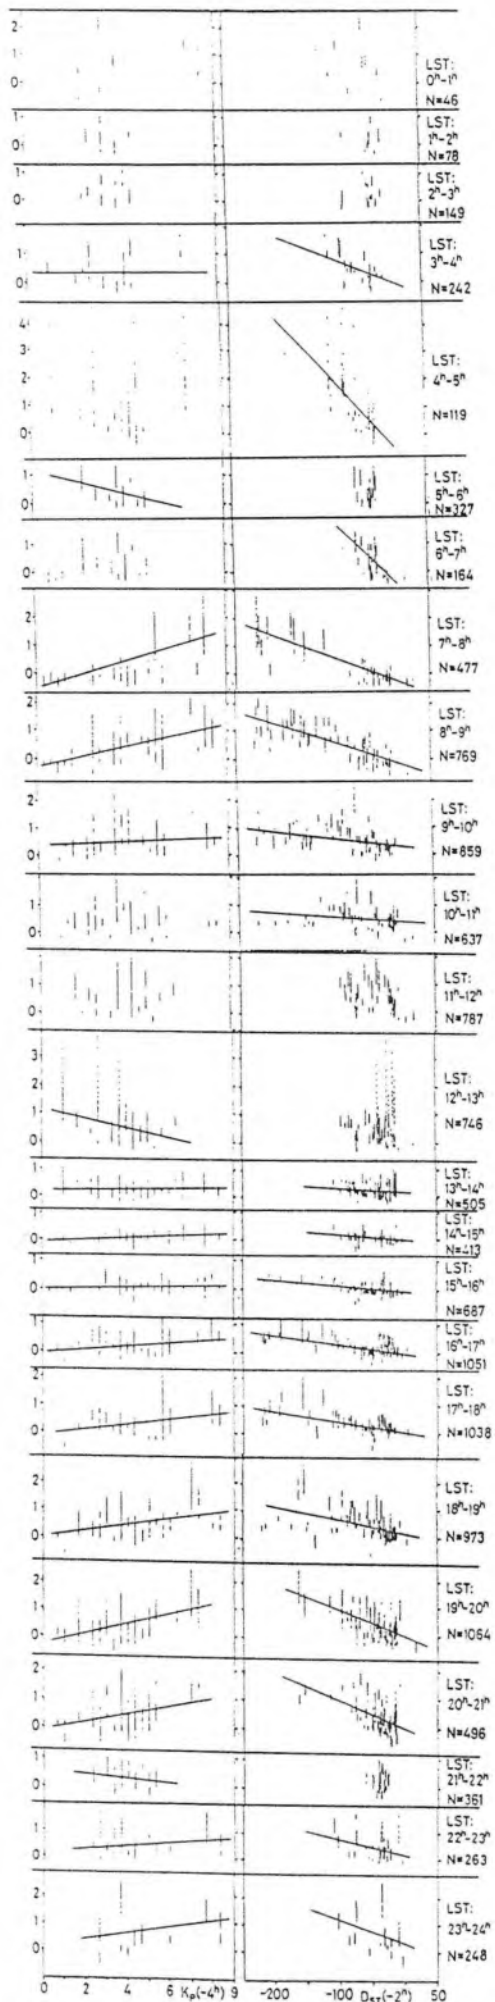 2
1
0
LST:
0ʰ-1ʰ
N=46
1
0
LST:
1ʰ-2ʰ
N=78
1
0
LST:
2ʰ-3ʰ
N=149
1
0
LST:
3ʰ-4ʰ
N=242
4
3
2
1
0
LST:
4ʰ-5ʰ
N=119
1
0
LST:
5ʰ-6ʰ
N=327
1
0
LST:
6ʰ-7ʰ
N=164
2
1
0
LST:
7ʰ-8ʰ
N=477
2
1
0
LST:
8ʰ-9ʰ
N=769
2
1
0
LST:
9ʰ-10ʰ
N=859
1
0
LST:
10ʰ-11ʰ
N=637
1
0
LST:
11ʰ-12ʰ
N=787
3
2
1
0
LST:
12ʰ-13ʰ
N=746
1
0
LST:
13ʰ-14ʰ
N=505
1
0
LST:
14ʰ-15ʰ
N=413
1
0
LST:
15ʰ-16ʰ
N=687
1
0
LST:
16ʰ-17ʰ
N=1051
2
1
0
LST:
17ʰ-18ʰ
N=1038
2
1
0
LST:
18ʰ-19ʰ
N=973
2
1
0
LST:
19ʰ-20ʰ
N=1064
2
1
0
LST:
20ʰ-21ʰ
N=496
1
0
LST:
21ʰ-22ʰ
N=361
1
0
LST:
22ʰ-23ʰ
N=263
2
1
0
LST:
23ʰ-24ʰ
N=248
0 2 4 6 Kₚ(-4ʰ) 9 -200 -100 D_ST(-2ʰ) 50